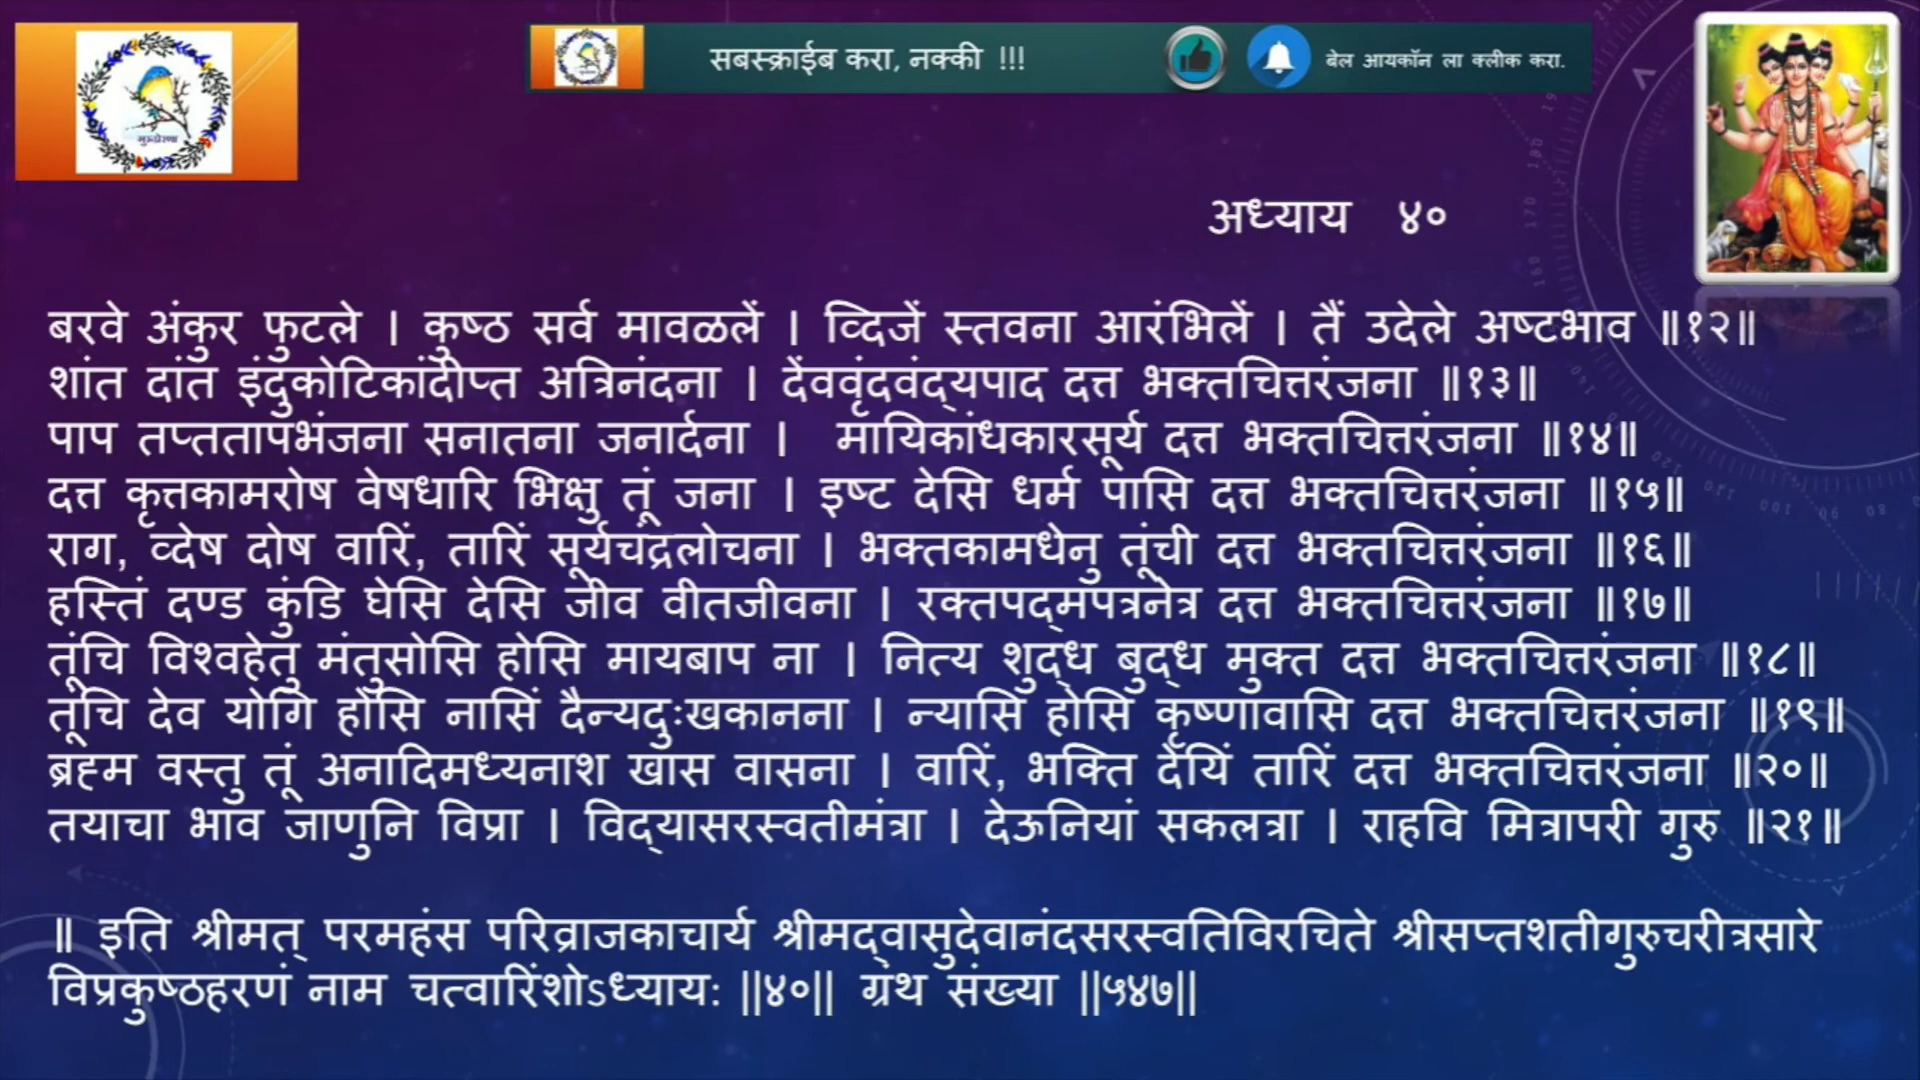 सबस्क्राईब करा, नक्की !!!
बेल आयकॉन ला क्लीक करा.
गुरुप्रेरणा
अध्याय ४०
बरवे अंकुर फुटले । कुष्ठ सर्व मावळलें । व्दिजें स्तवना आरंभिलें । तैं उदेले अष्टभाव ॥१२॥
शांत दांत इंदुकोटिकांदीप्त अत्रिनंदना । देंववृंदवंद्यपाद दत्त भक्तचित्तरंजना ॥१३॥
पाप तप्ततापभंजना सनातना जनार्दना । मायिकांधकारसूर्य दत्त भक्तचित्तरंजना ॥१४॥
दत्त कृत्तकामरोष वेषधारि भिक्षु तूं जना । इष्ट देसि धर्म पासि दत्त भक्तचित्तरंजना ॥१५॥
राग, व्देष दोष वारिं, तारिं सूर्यचंद्रलोचना । भक्तकामधेनु तूंची दत्त भक्तचित्तरंजना ॥१६॥
हस्तिं दण्ड कुंडि घेसि देसि जीव वीतजीवना । रक्तपद्मपत्रनेत्र दत्त भक्तचित्तरंजना ॥१७॥
तूंचि विश्वहेतु मंतुसोसि होसि मायबाप ना । नित्य शुद्ध बुद्ध मुक्त दत्त भक्तचित्तरंजना ॥१८॥
तूंचि देव योगि होंसि नासिं दैन्यदुःखकानना । न्यासि होसि कृष्णावासि दत्त भक्तचित्तरंजना ॥१९॥
ब्रह्म वस्तु तूं अनादिमध्यनाश खास वासना । वारिं, भक्ति देयिं तारिं दत्त भक्तचित्तरंजना ॥२०॥
तयाचा भाव जाणुनि विप्रा । विद्यासरस्वतीमंत्रा । देऊनियां सकलत्रा । राहवि मित्रापरी गुरु ॥२१॥
॥ इति श्रीमत् परमहंस परिव्राजकाचार्य श्रीमद्वासुदेवानंदसरस्वतिविरचिते श्रीसप्तशतीगुरुचरीत्रसारे
विप्रकुष्ठहरणं नाम चत्वारिंशोऽध्यायः ||४०|| ग्रंथ संख्या ||५४७||